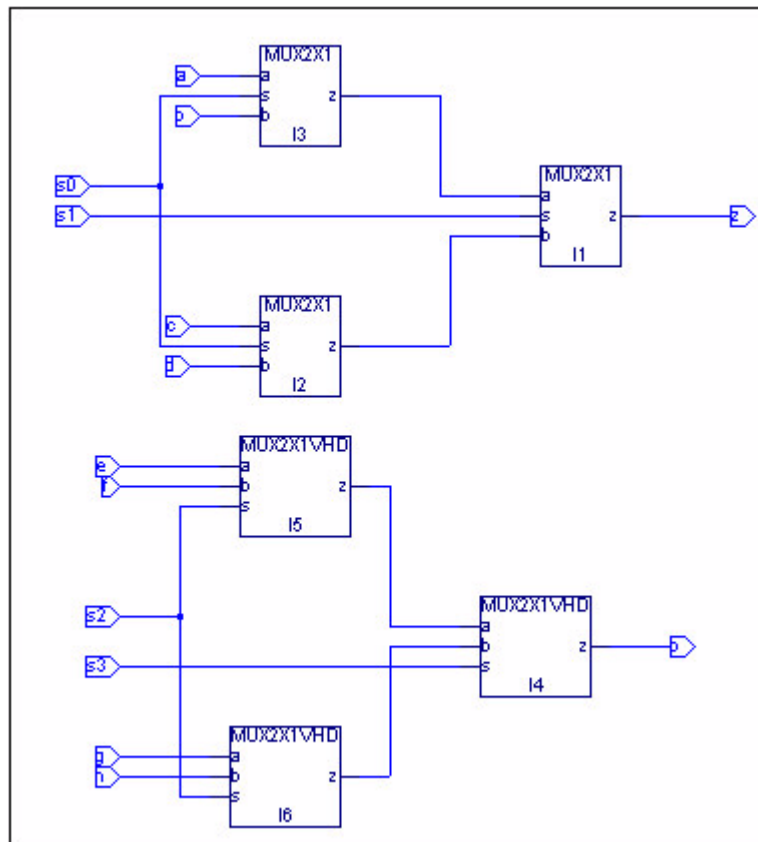 MUX2X1
a
a
s
z
b
b
I3
s0
s1
MUX2X1
a
s
z
z
b
I1
MUX2X1
c
a
s
z
d
b
I2
MUX2X1VHD
e
a
f
b
z
s
I5
s2
MUX2X1VHD
a
b
z
s3
s
I4
MUX2X1VHD
g
a
h
b
z
s
I6